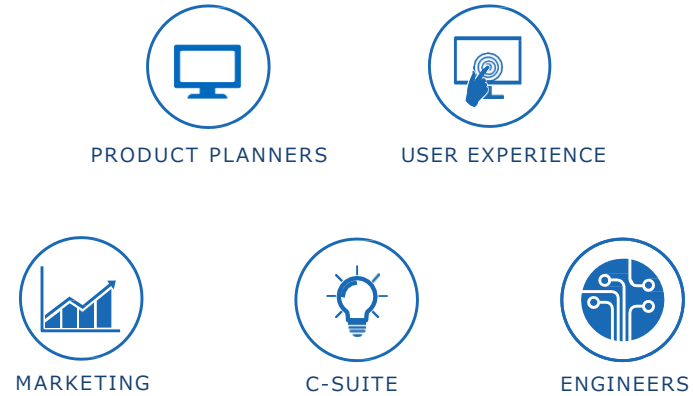 PRODUCT PLANNERS
USER EXPERIENCE
MARKETING
C-SUITE
ENGINEERS